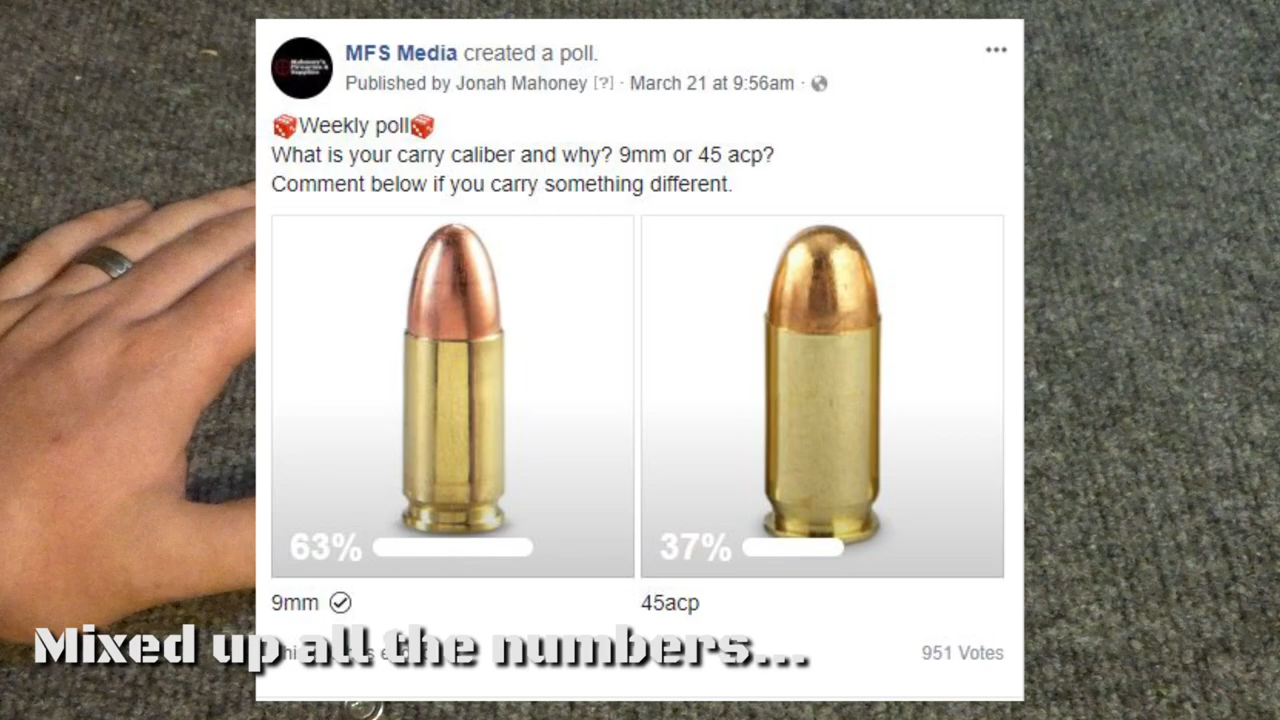 MFS Media created a poll.
Published by Jonah Mahoney [?] · March 21 at 9:56am ·
Weekly poll
What is your carry caliber and why? 9mm or 45 acp?
Comment below if you carry something different.
63%
37%
9mm
45acp
Mixed up all the numbers...
951 Votes